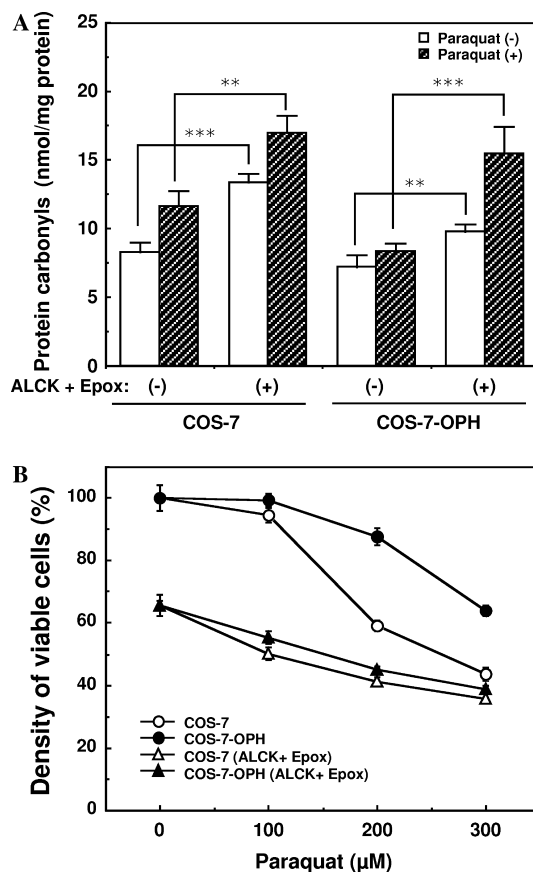 A
Protein carbonyls (nmol/mg protein)
25
20
15
10
5
0
Paraquat (-)
Paraquat (+)
**
***
***
**
ALCK + Epox: (-) (+) (-) (+)
COS-7 COS-7-OPH
B
Density of viable cells (%)
100
80
60
40
20
0
COS-7
COS-7-OPH
COS-7 (ALCK+ Epox)
COS-7-OPH (ALCK+ Epox)
0 100 200 300
Paraquat (μM)